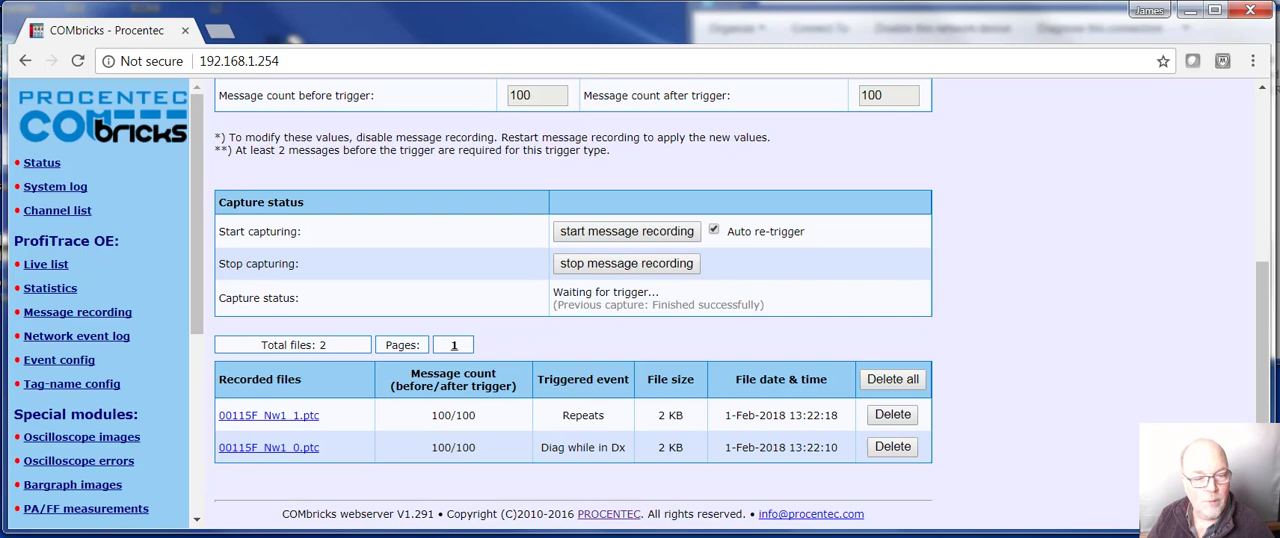 James
COMbricks - Procentec
Not secure 192.168.1.254
PROCENTEC
COMbricks
Status
System log
Channel list
ProfiTrace OE:
Live list
Statistics
Message recording
Network event log
Event config
Tag-name config
Special modules:
Oscilloscope images
Oscilloscope errors
Bargraph images
PA/FF measurements
Message count before trigger: 100 Message count after trigger: 100
*) To modify these values, disable message recording. Restart message recording to apply the new values.
**) At least 2 messages before the trigger are required for this trigger type.
Capture status
Start capturing: start message recording Auto re-trigger
Stop capturing: stop message recording
Capture status: Waiting for trigger...
(Previous capture: Finished successfully)
Total files: 2 Pages: 1
Recorded files Message count (before/after trigger) Triggered event File size File date & time Delete all
00115F_Nw1_1.ptc 100/100 Repeats 2 KB 1-Feb-2018 13:22:18 Delete
00115F_Nw1_0.ptc 100/100 Diag while in Dx 2 KB 1-Feb-2018 13:22:10 Delete
COMbricks webserver V1.291 • Copyright (C)2010-2016 PROCENTEC. All rights reserved. • info@procentec.com